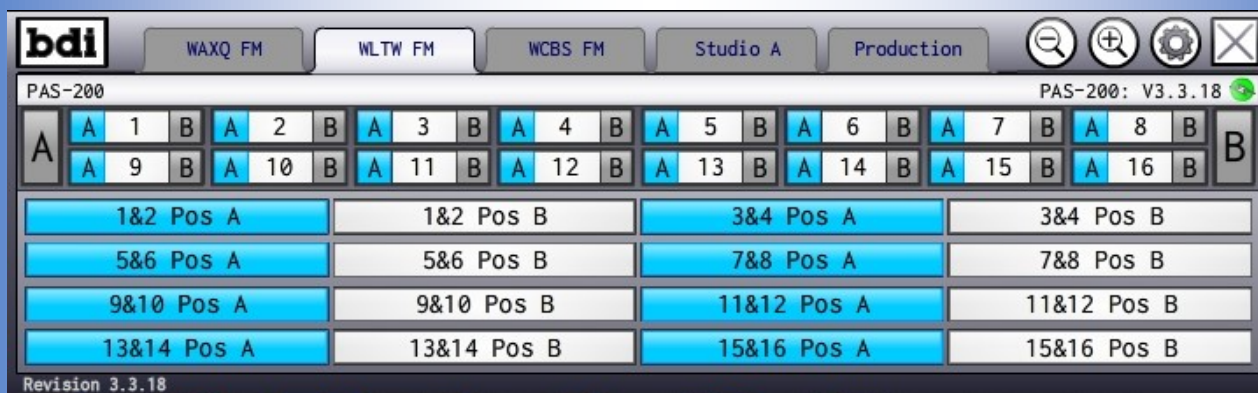 bdi WAXQ FM WLTW FM WCBS FM Studio A Production
PAS-200 PAS-200: V3.3.18
A A 1 B A 2 B A 3 B A 4 B A 5 B A 6 B A 7 B A 8 B B
A 9 B A 10 B A 11 B A 12 B A 13 B A 14 B A 15 B A 16 B
1&2 Pos A 1&2 Pos B 3&4 Pos A 3&4 Pos B
5&6 Pos A 5&6 Pos B 7&8 Pos A 7&8 Pos B
9&10 Pos A 9&10 Pos B 11&12 Pos A 11&12 Pos B
13&14 Pos A 13&14 Pos B 15&16 Pos A 15&16 Pos B
Revision 3.3.18